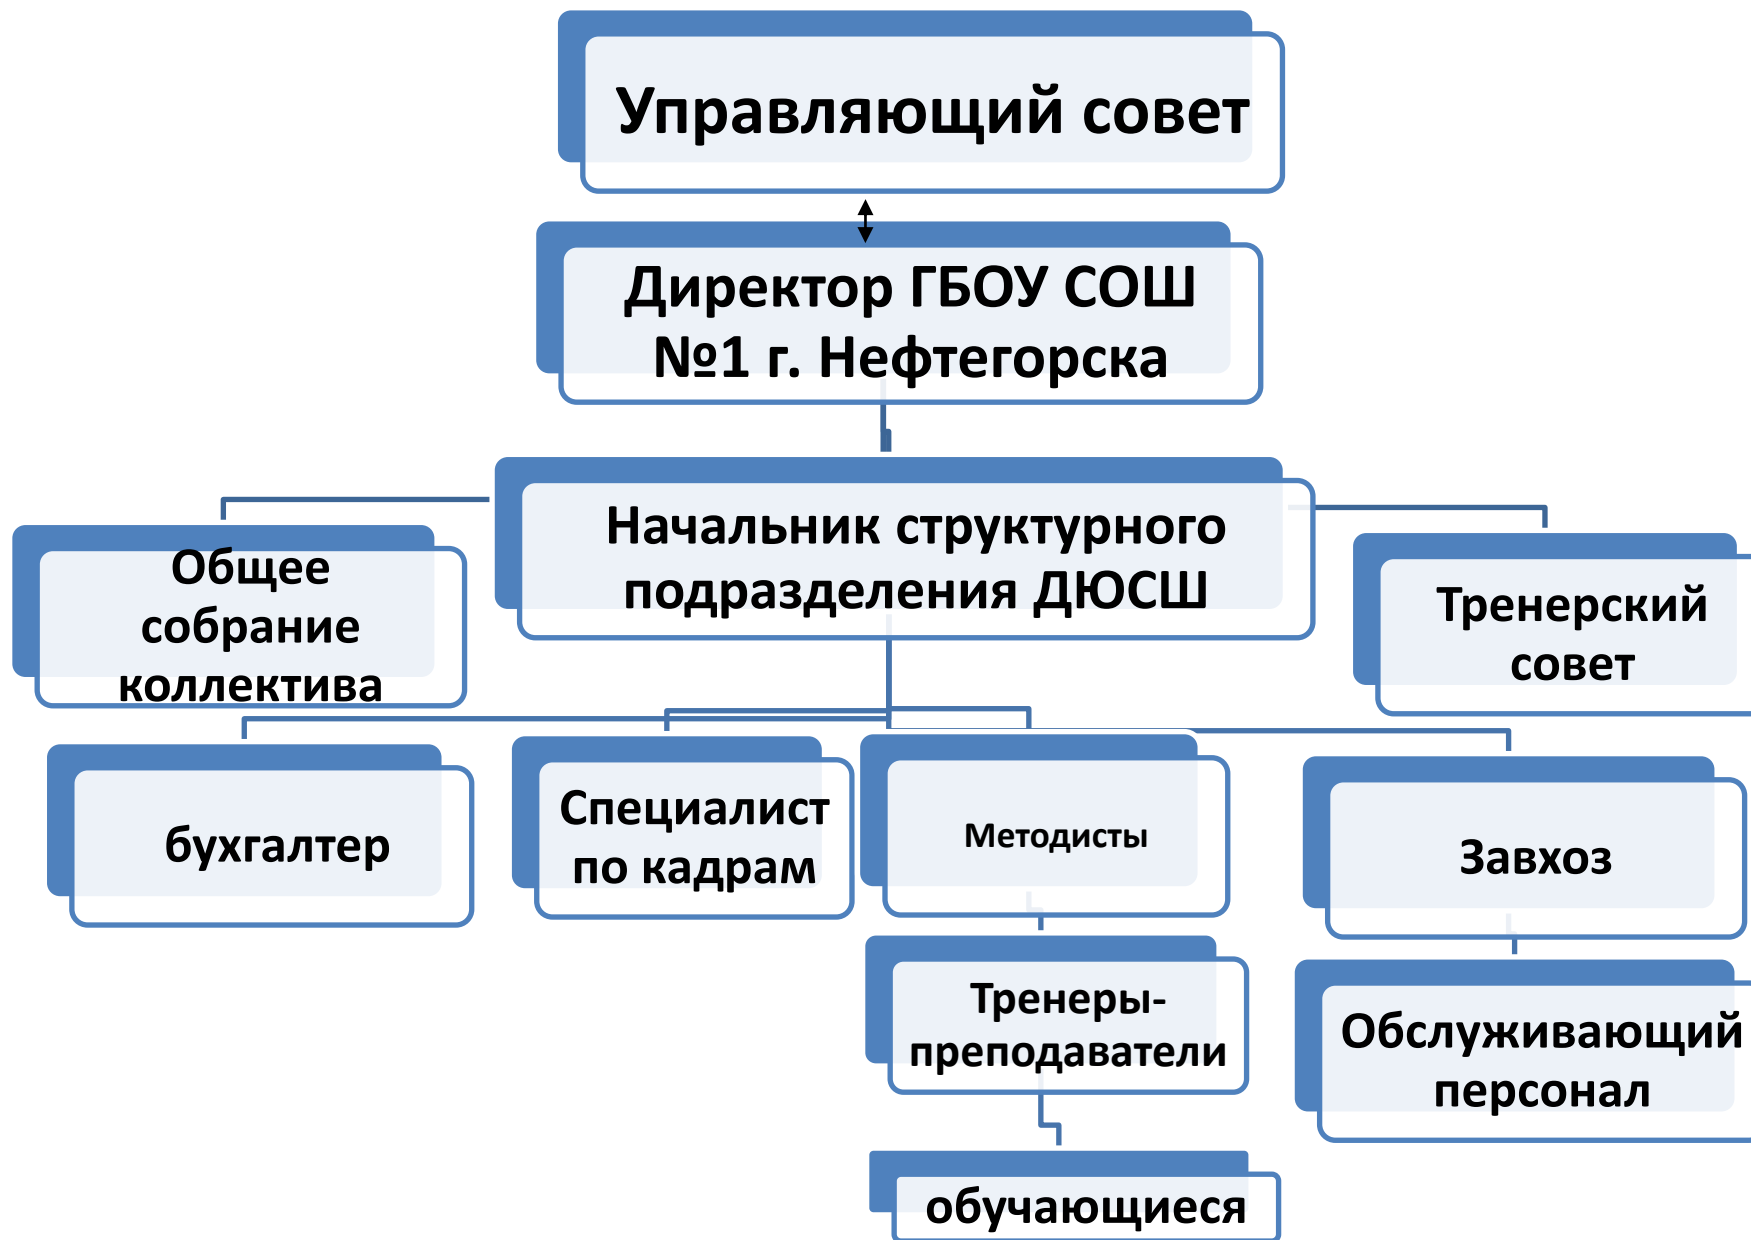 Управляющий совет
Директор ГБОУ СОШ
№1 г. Нефтегорска
Начальник структурного
подразделения ДЮСШ
Общее
собрание
коллектива
Тренерский
совет
бухгалтер
Специалист
по кадрам
Методисты
Завхоз
Тренеры-
преподаватели
Обслуживающий
персонал
обучающиеся